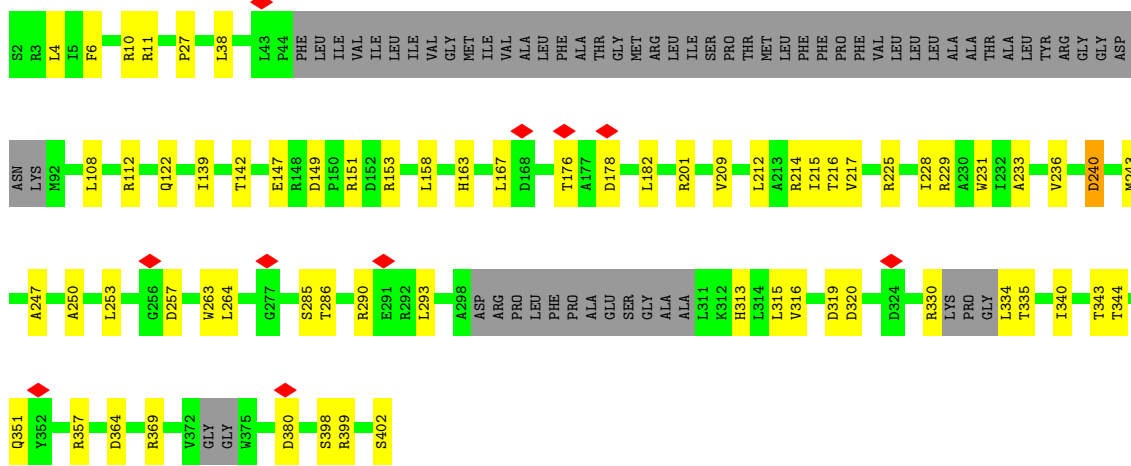 S2 R3 L4 I5 F6 R10 R11 P27 L38 L43 P44 PHE LEU ILE VAL ILE LEU ILE VAL GLY MET ILE VAL ALA LEU PHE ALA THR GLY MET ARG LEU ILE SER PRO THR MET LEU PHE PHE PRO PHE VAL LEU LEU LEU ALA ALA THR ALA LEU TYR ARG GLY GLY ASP
ASN LYS M92 L108 R112 Q122 I139 T142 E147 R148 D149 P150 R151 D152 R153 L158 H163 L167 D168 T176 A177 D178 L182 R201 V209 L212 A213 R214 I215 T216 V217 R225 I228 R229 A230 W231 I232 A233 V236 D240 M243
A247 A250 L253 G256 D257 W263 L264 G277 S285 T286 R290 E291 R292 L293 A298 ASP ARG PRO LEU PHE PRO ALA GLU SER GLY ALA ALA L311 K312 H313 L314 L315 V316 D319 D320 D324 R330 LYS PRO GLY L334 T335 I340 T343 T344
Q351 Y352 R357 D364 R369 V372 GLY GLY W375 D380 S398 R399 S402